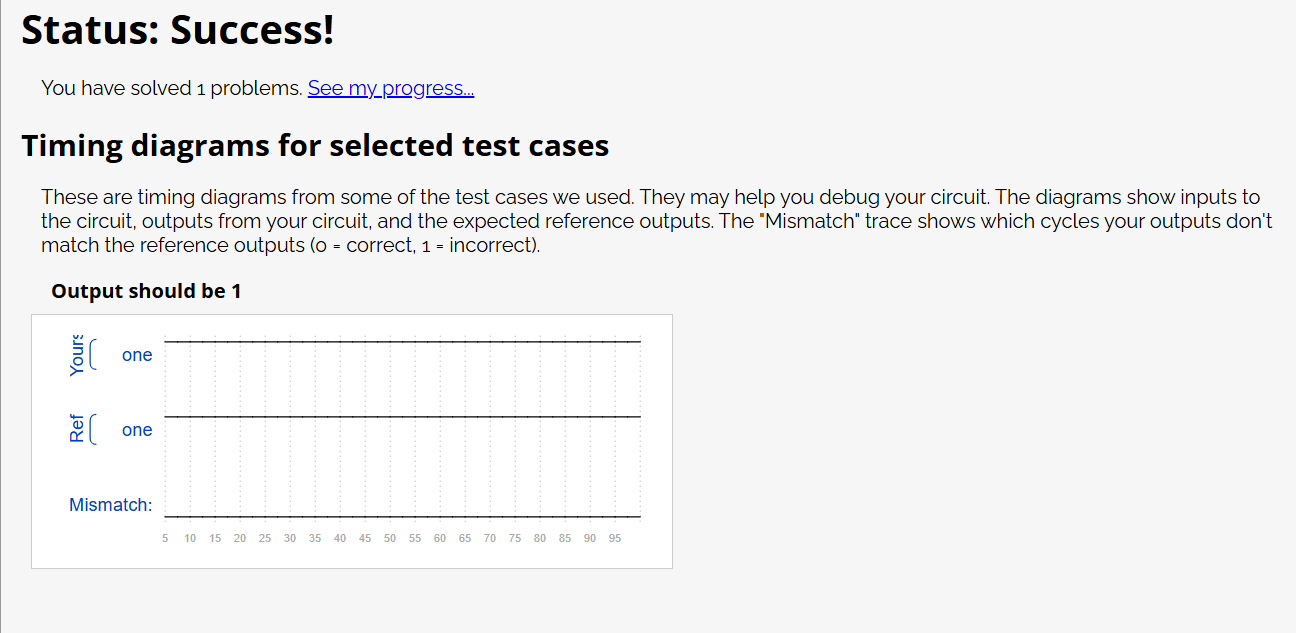 Status: Success!
You have solved 1 problems. See my progress...
Timing diagrams for selected test cases
These are timing diagrams from some of the test cases we used. They may help you debug your circuit. The diagrams show inputs to
the circuit, outputs from your circuit, and the expected reference outputs. The "Mismatch" trace shows which cycles your outputs don't
match the reference outputs (0 = correct, 1 = incorrect).
Output should be 1
Yours one
Ref one
Mismatch:
5 10 15 20 25 30 35 40 45 50 55 60 65 70 75 80 85 90 95